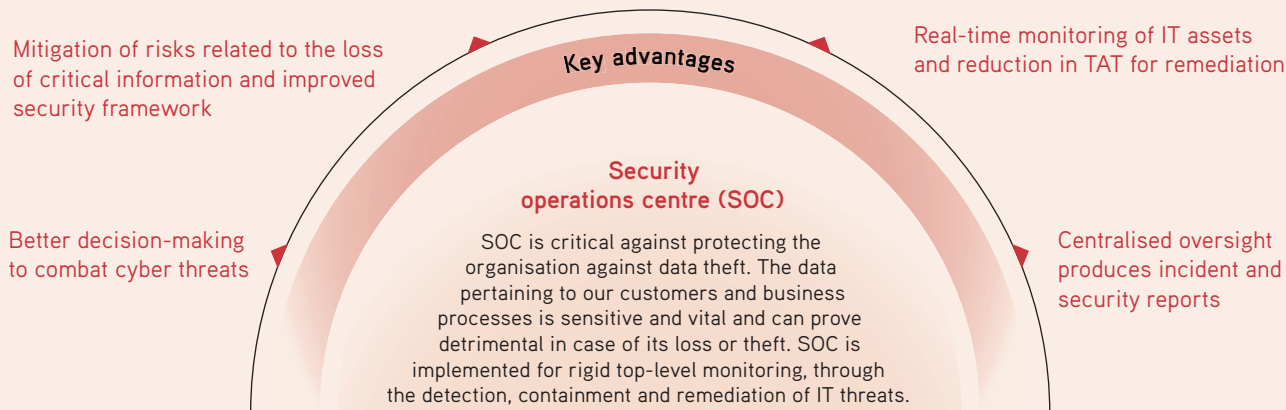 Mitigation of risks related to the loss
of critical information and improved
security framework
Key advantages
Real-time monitoring of IT assets
and reduction in TAT for remediation
Better decision-making
to combat cyber threats
Security
operations centre (SOC)
SOC is critical against protecting the
organisation against data theft. The data
pertaining to our customers and business
processes is sensitive and vital and can prove
detrimental in case of its loss or theft. SOC is
implemented for rigid top-level monitoring, through
the detection, containment and remediation of IT threats.
Centralised oversight
produces incident and
security reports